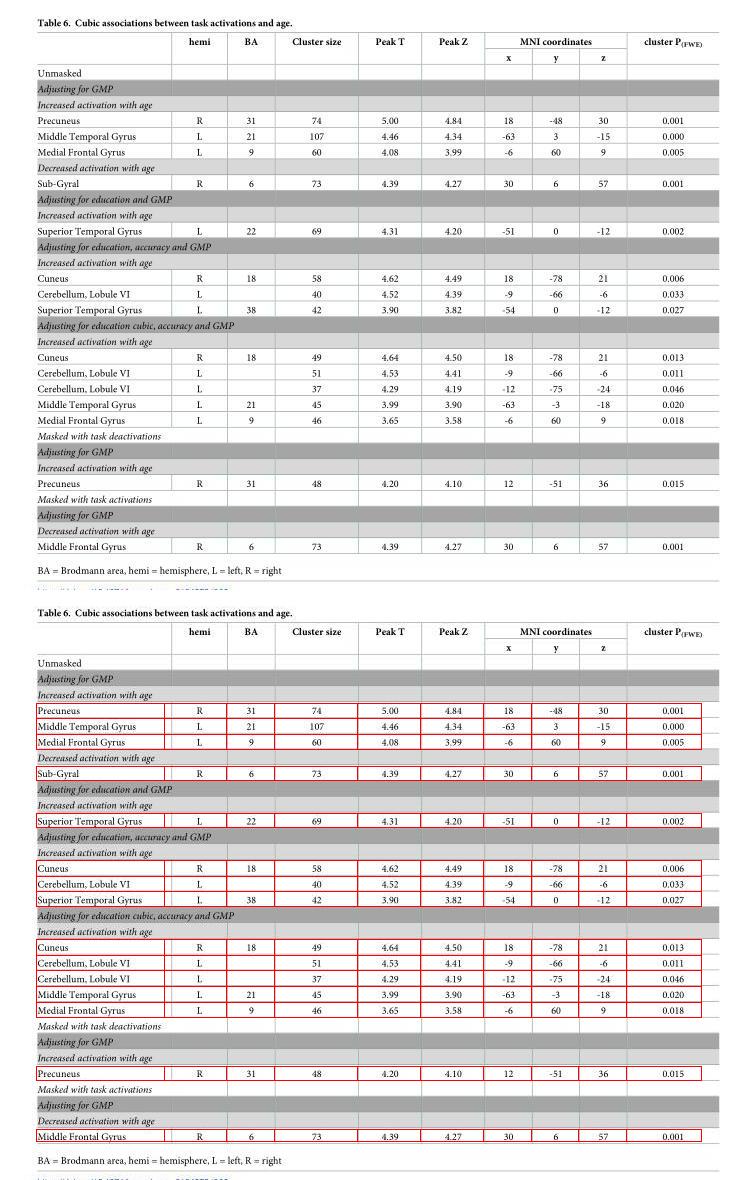 Table 6. Cubic associations between task activations and age.
hemi BA Cluster size Peak T Peak Z MNI coordinates cluster P(FWE)
x y z
Unmasked
Adjusting for GMP
Increased activation with age
Precuneus R 31 74 5.00 4.84 18 -48 30 0.001
Middle Temporal Gyrus L 21 107 4.46 4.34 -63 3 -15 0.000
Medial Frontal Gyrus L 9 60 4.08 3.99 -6 60 9 0.005
Decreased activation with age
Sub-Gyral R 6 73 4.39 4.27 30 6 57 0.001
Adjusting for education and GMP
Increased activation with age
Superior Temporal Gyrus L 22 69 4.31 4.20 -51 0 -12 0.002
Adjusting for education, accuracy and GMP
Increased activation with age
Cuneus R 18 58 4.62 4.49 18 -78 21 0.006
Cerebellum, Lobule VI L 40 4.52 4.39 -9 -66 -6 0.033
Superior Temporal Gyrus L 38 42 3.90 3.82 -54 0 -12 0.027
Adjusting for education cubic, accuracy and GMP
Increased activation with age
Cuneus R 18 49 4.64 4.50 18 -78 21 0.013
Cerebellum, Lobule VI L 51 4.53 4.41 -9 -66 -6 0.011
Cerebellum, Lobule VI L 37 4.29 4.19 -12 -75 -24 0.046
Middle Temporal Gyrus L 21 45 3.99 3.90 -63 -3 -18 0.020
Medial Frontal Gyrus L 9 46 3.65 3.58 -6 60 9 0.018
Masked with task deactivations
Adjusting for GMP
Increased activation with age
Precuneus R 31 48 4.20 4.10 12 -51 36 0.015
Masked with task activations
Adjusting for GMP
Decreased activation with age
Middle Frontal Gyrus R 6 73 4.39 4.27 30 6 57 0.001
BA = Brodmann area, hemi = hemisphere, L = left, R = right
Table 6. Cubic associations between task activations and age.
hemi BA Cluster size Peak T Peak Z MNI coordinates cluster P(FWE)
x y z
Unmasked
Adjusting for GMP
Increased activation with age
Precuneus R 31 74 5.00 4.84 18 -48 30 0.001
Middle Temporal Gyrus L 21 107 4.46 4.34 -63 3 -15 0.000
Medial Frontal Gyrus L 9 60 4.08 3.99 -6 60 9 0.005
Decreased activation with age
Sub-Gyral R 6 73 4.39 4.27 30 6 57 0.001
Adjusting for education and GMP
Increased activation with age
Superior Temporal Gyrus L 22 69 4.31 4.20 -51 0 -12 0.002
Adjusting for education, accuracy and GMP
Increased activation with age
Cuneus R 18 58 4.62 4.49 18 -78 21 0.006
Cerebellum, Lobule VI L 40 4.52 4.39 -9 -66 -6 0.033
Superior Temporal Gyrus L 38 42 3.90 3.82 -54 0 -12 0.027
Adjusting for education cubic, accuracy and GMP
Increased activation with age
Cuneus R 18 49 4.64 4.50 18 -78 21 0.013
Cerebellum, Lobule VI L 51 4.53 4.41 -9 -66 -6 0.011
Cerebellum, Lobule VI L 37 4.29 4.19 -12 -75 -24 0.046
Middle Temporal Gyrus L 21 45 3.99 3.90 -63 -3 -18 0.020
Medial Frontal Gyrus L 9 46 3.65 3.58 -6 60 9 0.018
Masked with task deactivations
Adjusting for GMP
Increased activation with age
Precuneus R 31 48 4.20 4.10 12 -51 36 0.015
Masked with task activations
Adjusting for GMP
Decreased activation with age
Middle Frontal Gyrus R 6 73 4.39 4.27 30 6 57 0.001
BA = Brodmann area, hemi = hemisphere, L = left, R = right